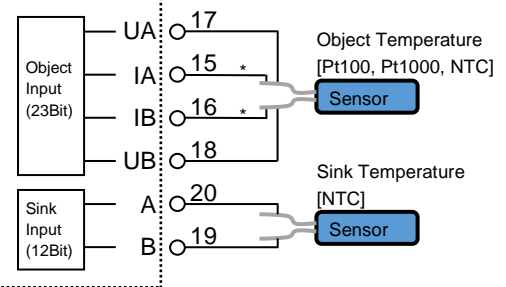 UA 17
Object Temperature
[Pt100, Pt1000, NTC]
Object
Input
(23Bit)
IA 15 *
Sensor
IB 16 *
UB 18
Sink Temperature
[NTC]
A 20
Sink
Input
(12Bit)
Sensor
B 19